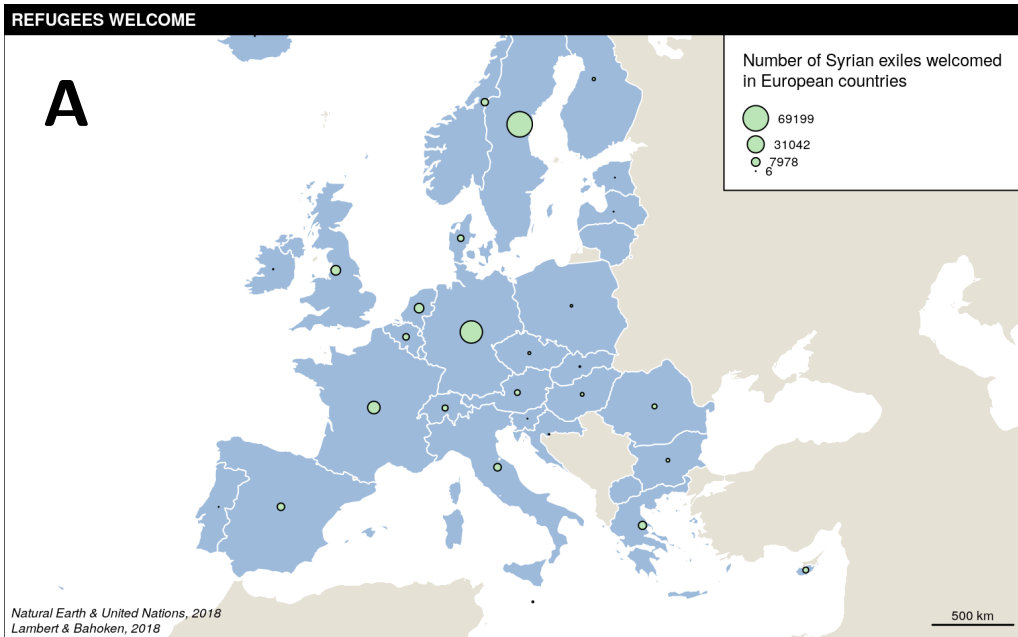 REFUGEES WELCOME
A
Number of Syrian exiles welcomed
in European countries
69199
31042
7978
6
Natural Earth & United Nations, 2018
Lambert & Bahoken, 2018
500 km